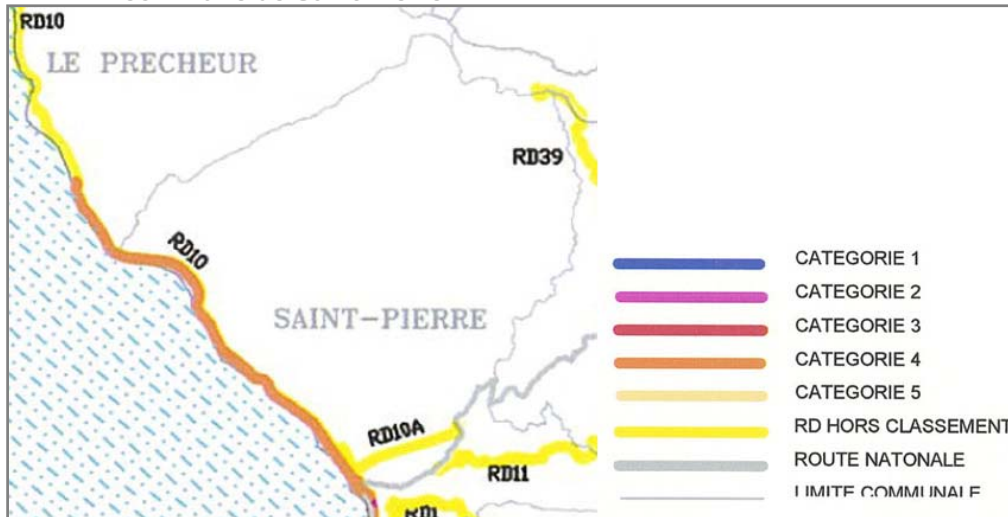 RD10
LE PRECHEUR
RD39
RD10
SAINT-PIERRE
RD10A
RD11
RD1
CATEGORIE 1
CATEGORIE 2
CATEGORIE 3
CATEGORIE 4
CATEGORIE 5
RD HORS CLASSEMENT
ROUTE NATONALE
LIMITE COMMUNALE